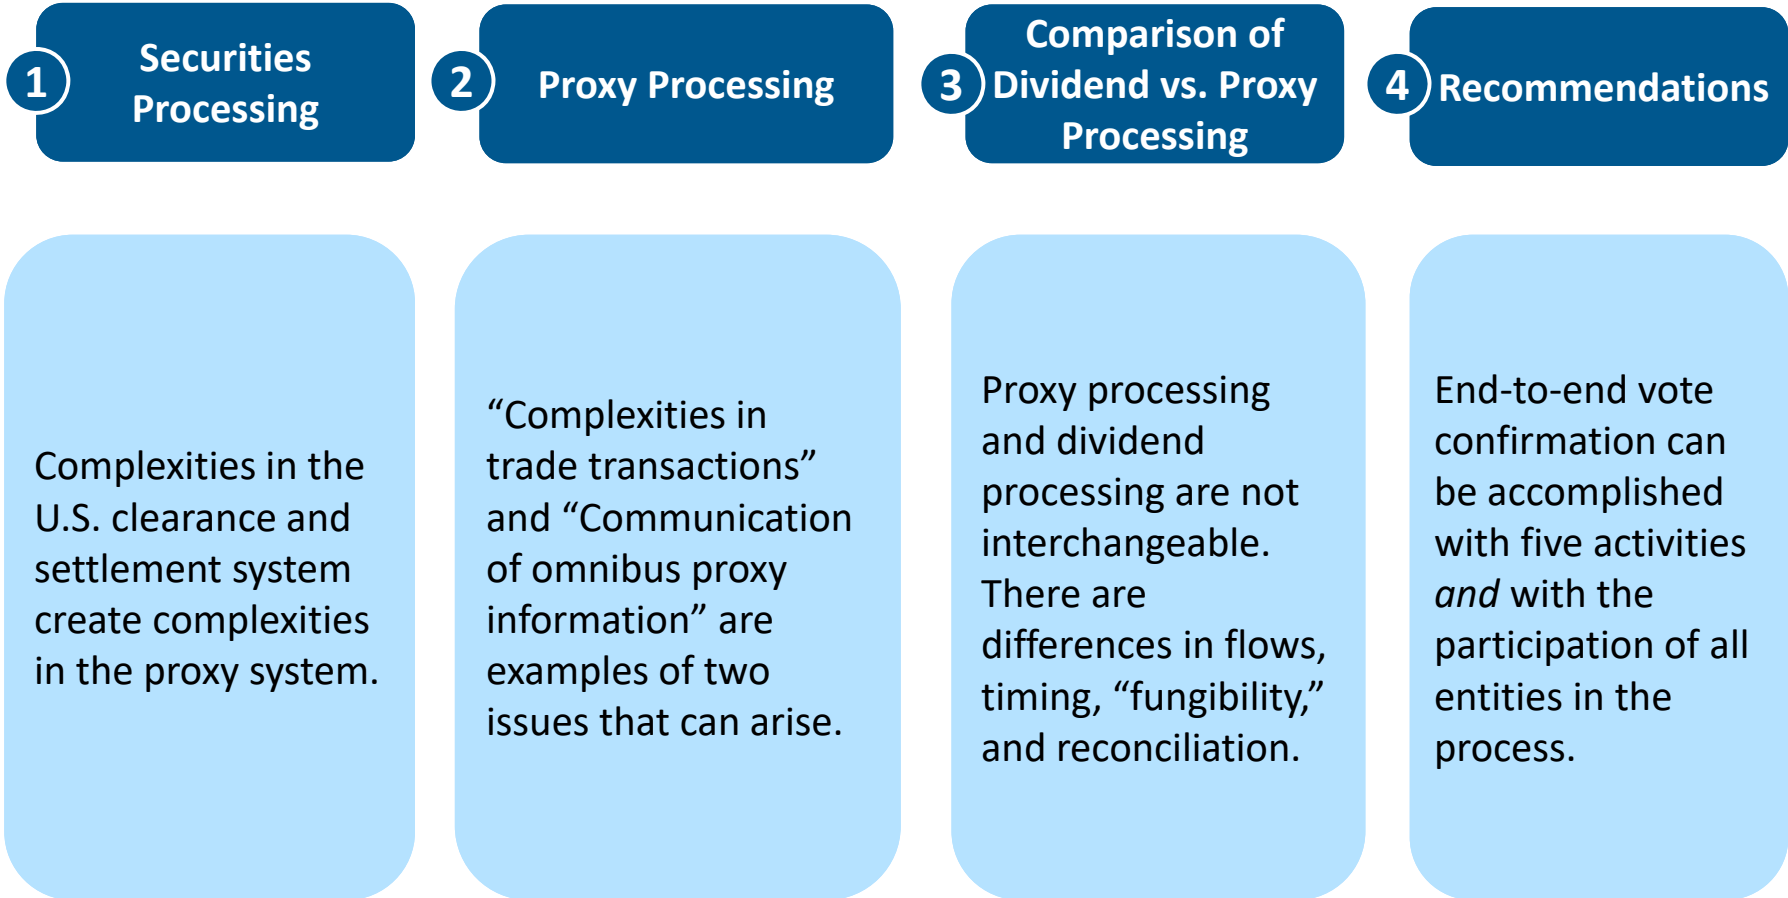 1
Securities
Processing
2
Proxy Processing
3
Comparison of
Dividend vs. Proxy
Processing
4
Recommendations
Complexities in the
U.S. clearance and
settlement system
create complexities
in the proxy system.
“Complexities in
trade transactions”
and “Communication
of omnibus proxy
information” are
examples of two
issues that can arise.
Proxy processing
and dividend
processing are not
interchangeable.
There are
differences in flows,
timing, “fungibility,”
and reconciliation.
End-to-end vote
confirmation can
be accomplished
with five activities
and with the
participation of all
entities in the
process.